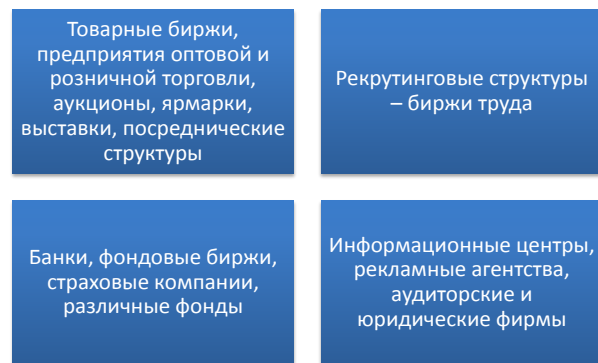 Товарные биржи,
предприятия оптовой и
розничной торговли,
аукционы, ярмарки,
выставки, посреднические
структуры
Рекрутинговые структуры
– биржи труда
Банки, фондовые биржи,
страховые компании,
различные фонды
Информационные центры,
рекламные агентства,
аудиторские и
юридические фирмы